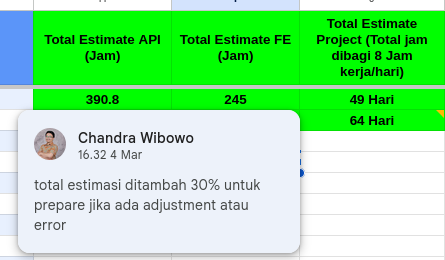 Total Estimate API
(Jam)
Total Estimate FE
(Jam)
Total Estimate
Project (Total jam
dibagi 8 Jam
kerja/hari)
390.8
245
49 Hari
64 Hari
Chandra Wibowo
16.32 4 Mar
total estimasi ditambah 30% untuk
prepare jika ada adjustment atau
error